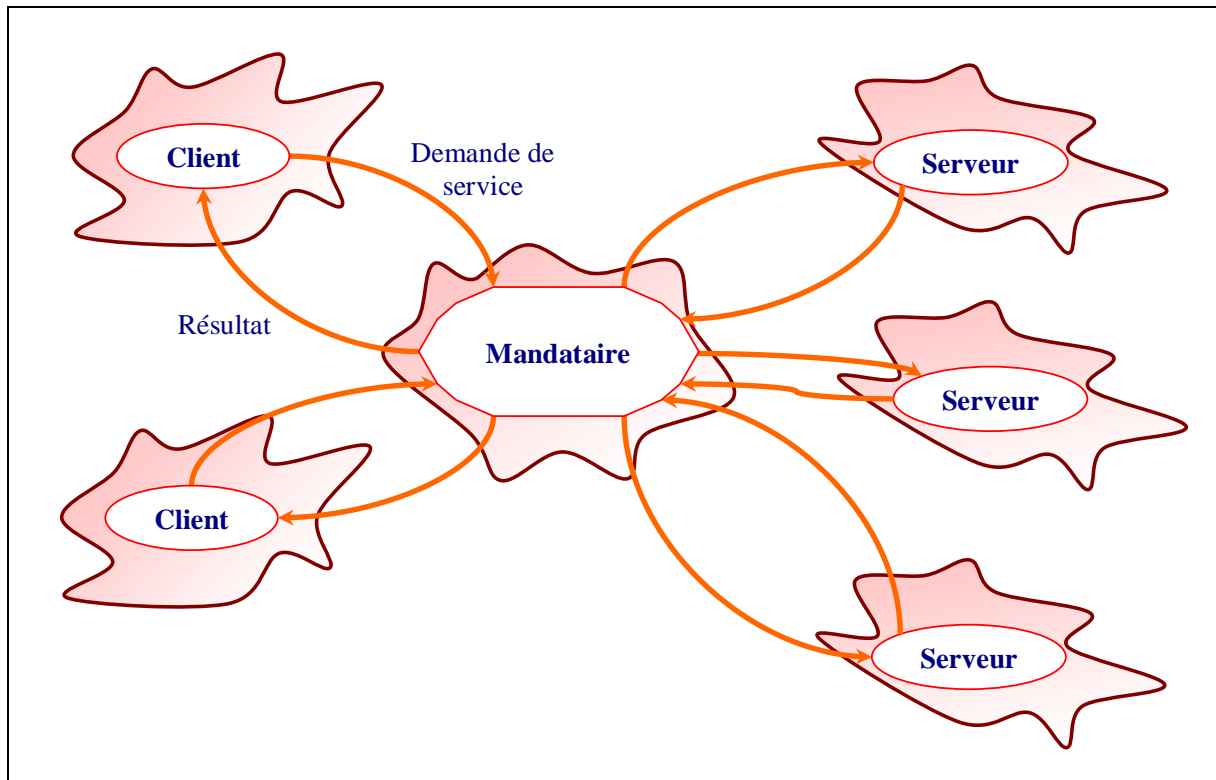 Client
Demande de
service
Serveur
Résultat
Mandataire
Serveur
Client
Serveur